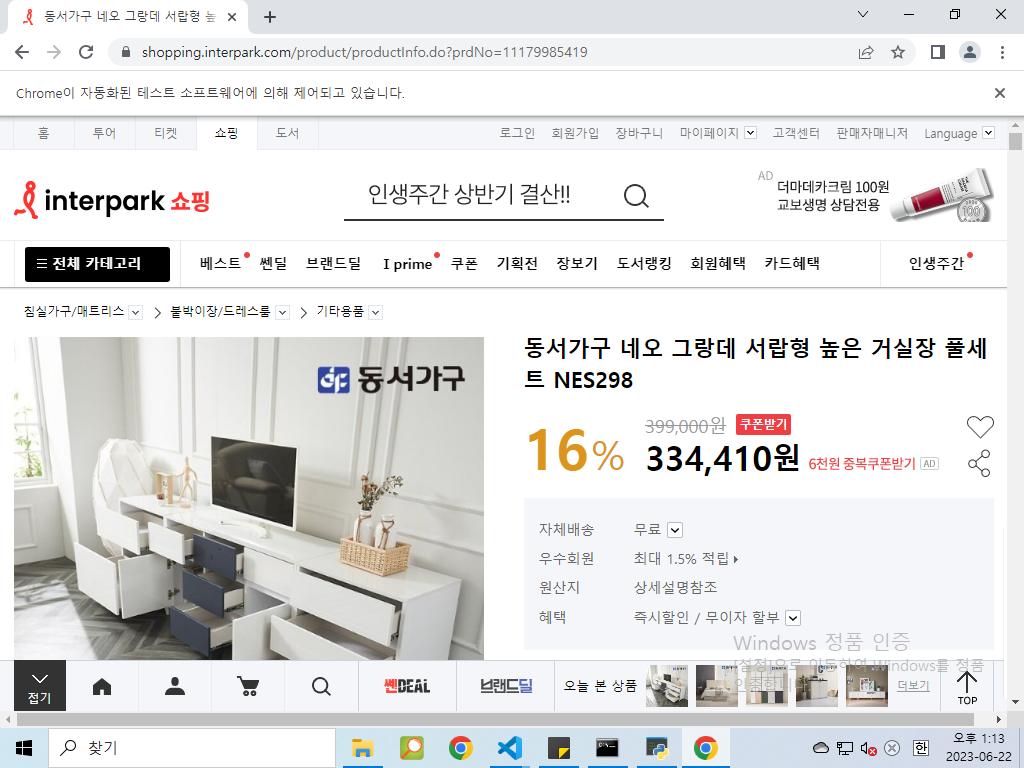 동서가구 네오 그랑데 서랍형 높은
shopping.interpark.com/product/productInfo.do?prdNo=11179985419
Chrome이 자동화된 테스트 소프트웨어에 의해 제어되고 있습니다.
홈 투어 티켓 쇼핑 도서 로그인 회원가입 장바구니 마이페이지 고객센터 판매자매니저 Language
interpark 쇼핑
인생주간 상반기 결산!!
AD
더마데카크림 100원
교보생명 상담전용
전체 카테고리 베스트 쎈딜 브랜드딜 I prime 쿠폰 기획전 장보기 도서랭킹 회원혜택 카드혜택 인생주간
침실가구/매트리스 붙박이장/드레스룸 기타용품
동서가구
동서가구 네오 그랑데 서랍형 높은 거실장 풀세
트 NES298
16%
399,000원 쿠폰받기
334,410원 6천원 중복쿠폰받기 AD
자체배송 무료
우수회원 최대 1.5% 적립
원산지 상세설명참조
혜택 즉시할인 / 무이자 할부
Windows 정품 인증
[설정]으로 이동하여 Windows를 정품
인증합니다.
접기 쎈DEAL 브랜드딜 오늘 본 상품 더보기 TOP
찾기
한
오후 1:13
2023-06-22